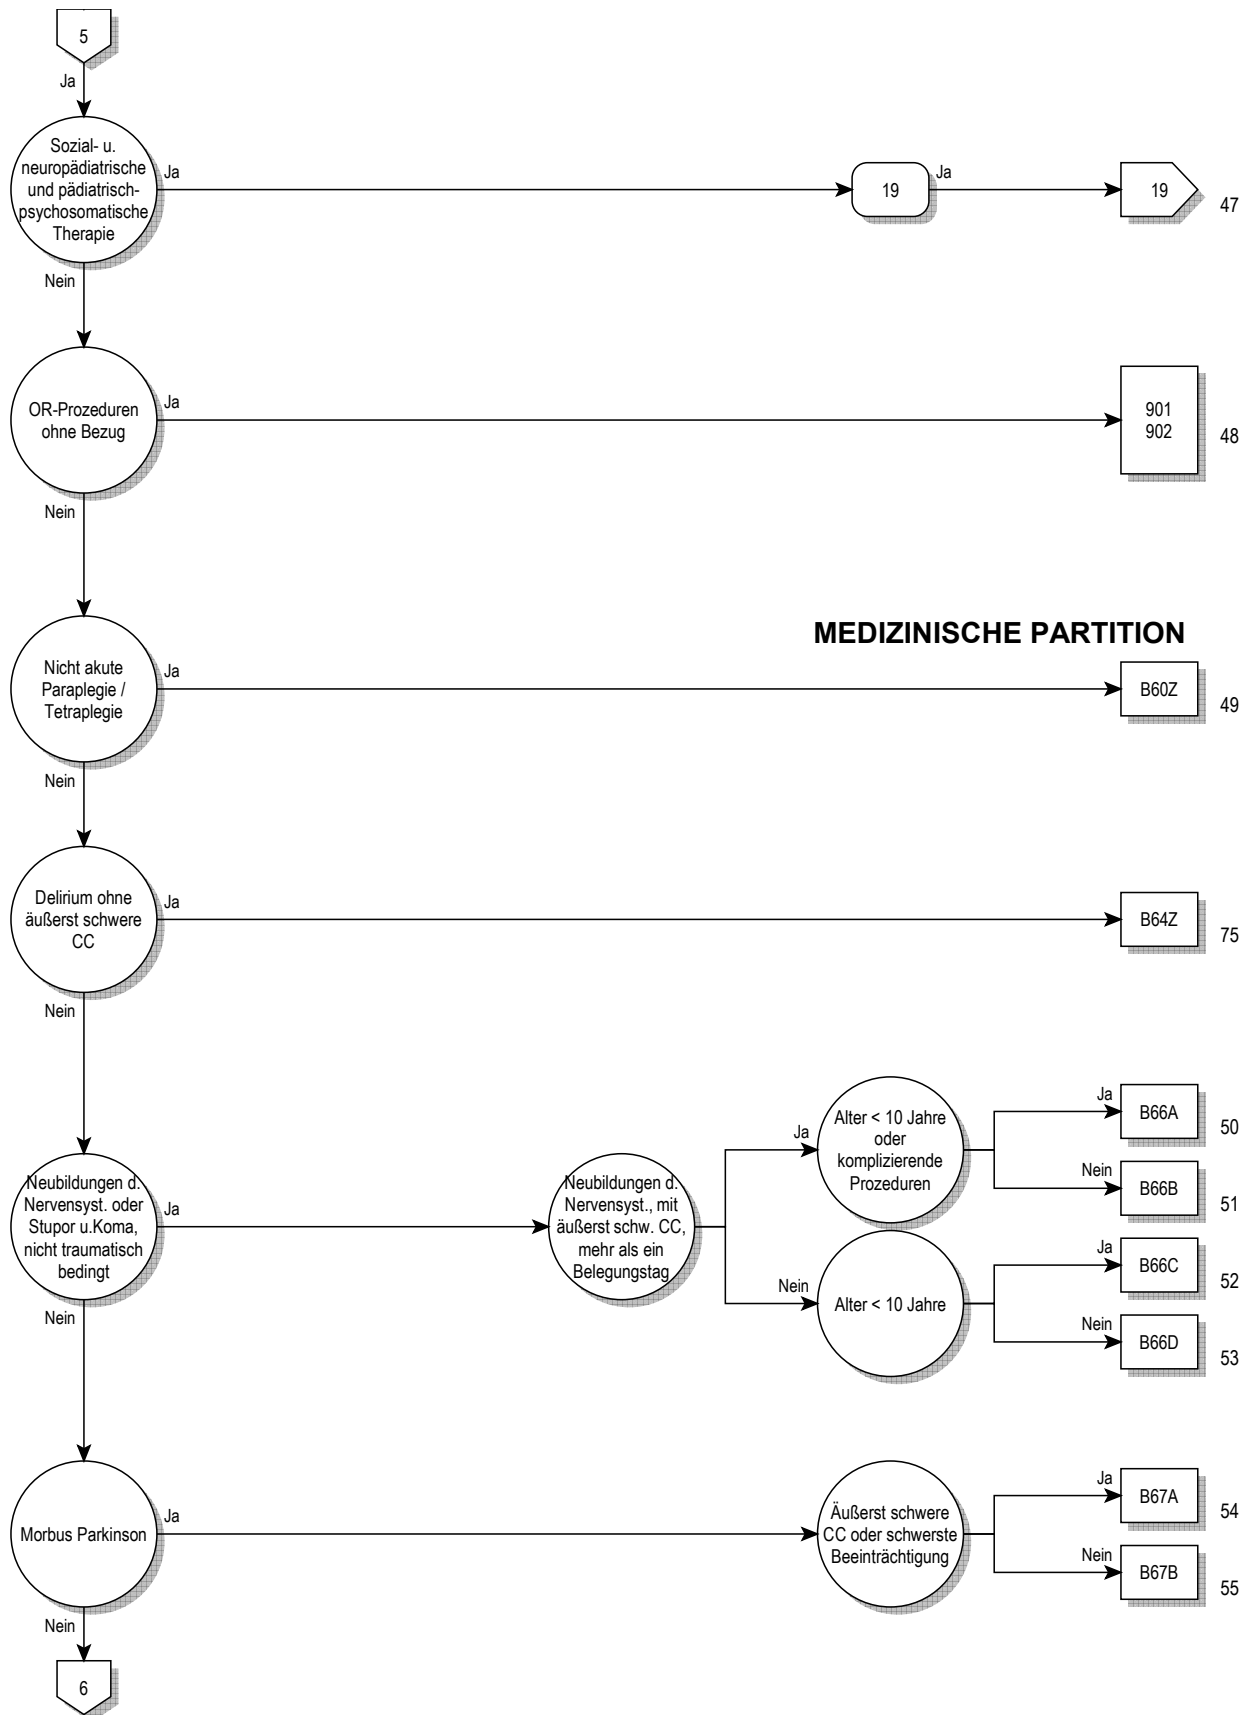 5
Ja
Sozial- u.
neuropädiatrische
und pädiatrisch-
psychosomatische
Therapie
Ja
19
Ja
19
47
Nein
OR-Prozeduren
ohne Bezug
Ja
901
902
48
Nein
MEDIZINISCHE PARTITION
Nicht akute
Paraplegie /
Tetraplegie
Ja
B60Z
49
Nein
Delirium ohne
äußerst schwere
CC
Ja
B64Z
75
Nein
Neubildungen d.
Nervensyst. oder
Stupor u.Koma,
nicht traumatisch
bedingt
Ja
Neubildungen d.
Nervensyst., mit
äußerst schw. CC,
mehr als ein
Belegungstag
Ja
Alter < 10 Jahre
oder
komplizierende
Prozeduren
Ja
B66A
50
Nein
B66B
51
Nein
Alter < 10 Jahre
Ja
B66C
52
Nein
B66D
53
Nein
Morbus Parkinson
Ja
Äußerst schwere
CC oder schwerste
Beeinträchtigung
Ja
B67A
54
Nein
B67B
55
Nein
6